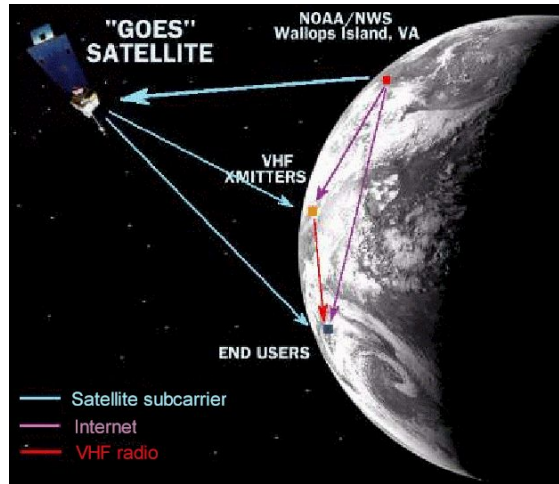 "GOES"
SATELLITE
NOAA/NWS
Wallops Island, VA
VHF
XMITTERS
END USERS
Satellite subcarrier
Internet
VHF radio